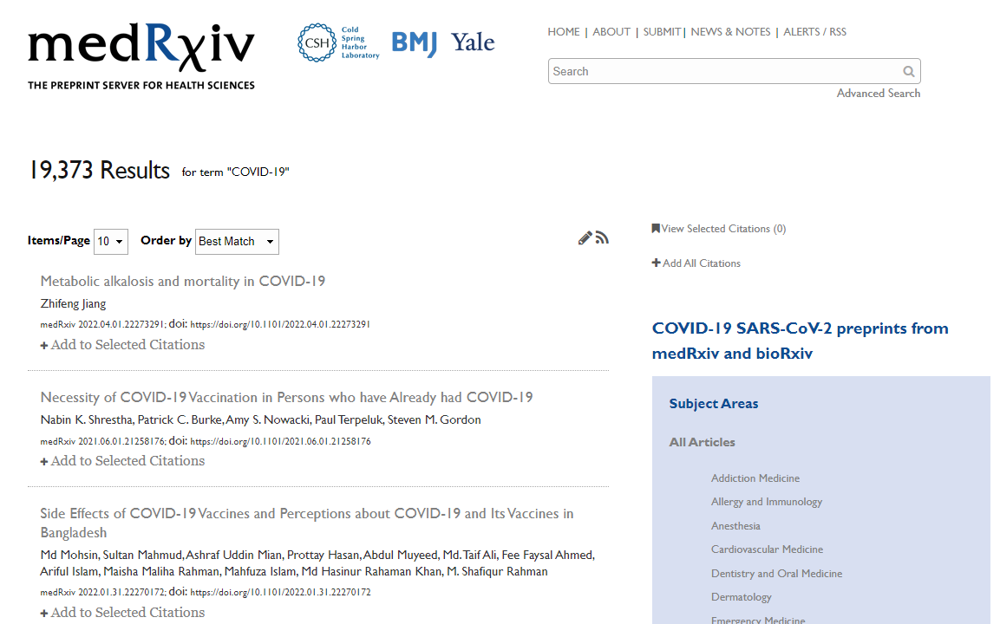 medRxiv
THE PREPRINT SERVER FOR HEALTH SCIENCES
CSH Cold Spring Harbor Laboratory
BMJ Yale
HOME | ABOUT | SUBMIT | NEWS & NOTES | ALERTS / RSS
Search
Advanced Search
19,373 Results for term "COVID-19"
Items/Page 10 Order by Best Match
Metabolic alkalosis and mortality in COVID-19
Zhifeng Jiang
medRxiv 2022.04.01.22273291; doi: https://doi.org/10.1101/2022.04.01.22273291
+ Add to Selected Citations
Necessity of COVID-19 Vaccination in Persons who have Already had COVID-19
Nabin K. Shrestha, Patrick C. Burke, Amy S. Nowacki, Paul Terpeluk, Steven M. Gordon
medRxiv 2021.06.01.21258176; doi: https://doi.org/10.1101/2021.06.01.21258176
+ Add to Selected Citations
Side Effects of COVID-19 Vaccines and Perceptions about COVID-19 and Its Vaccines in
Bangladesh
Md Mohsin, Sultan Mahmud, Ashraf Uddin Mian, Prottay Hasan, Abdul Muyeed, Md. Taif Ali, Fee Faysal Ahmed,
Ariful Islam, Maisha Maliha Rahman, Mahfuza Islam, Md Hasinur Rahaman Khan, M. Shafiqur Rahman
medRxiv 2022.01.31.22270172; doi: https://doi.org/10.1101/2022.01.31.22270172
+ Add to Selected Citations
View Selected Citations (0)
+ Add All Citations
COVID-19 SARS-CoV-2 preprints from
medRxiv and bioRxiv
Subject Areas
All Articles
Addiction Medicine
Allergy and Immunology
Anesthesia
Cardiovascular Medicine
Dentistry and Oral Medicine
Dermatology
Emergency Medicine